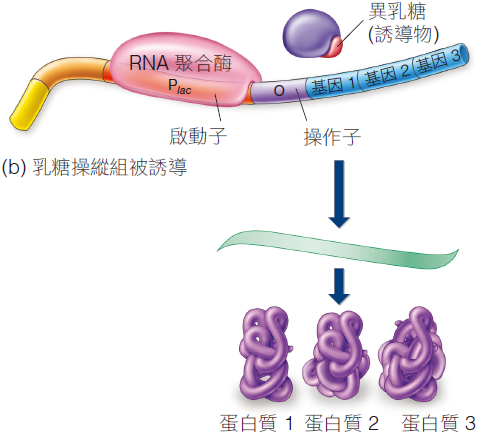 異乳糖
(誘導物)
RNA 聚合酶
Plac
O
基因 1
基因 2
基因 3
啟動子
操作子
(b) 乳糖操縱組被誘導
蛋白質 1
蛋白質 2
蛋白質 3